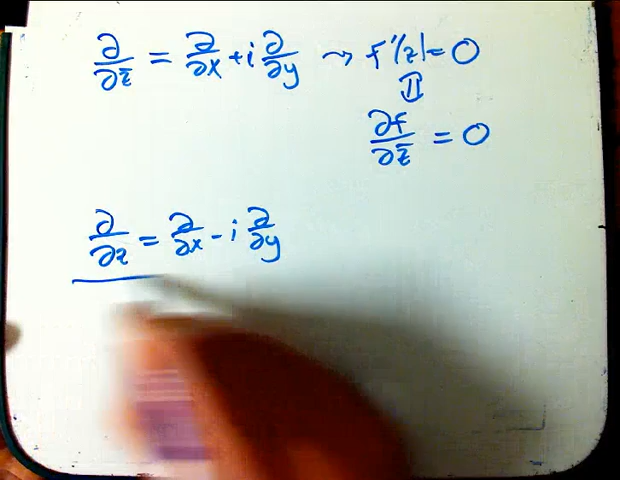 ∂/∂z̄ = ∂/∂x + i ∂/∂y ⇝ f'(z) = 0
⇕
∂f/∂z̄ = 0
∂/∂z = ∂/∂x - i ∂/∂y